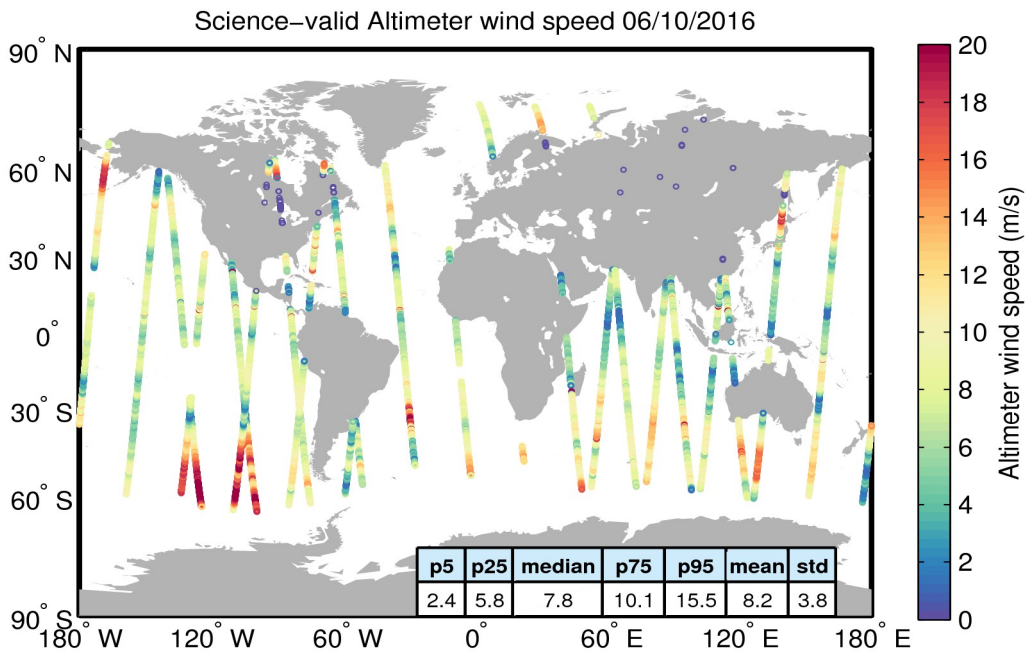 Science−valid Altimeter wind speed 06/10/2016
90° N
60° N
30° N
0°
30° S
60° S
90° S
180° W
120° W
60° W
0°
60° E
120° E
180° E
p5 p25 median p75 p95 mean std
2.4 5.8 7.8 10.1 15.5 8.2 3.8
20
18
16
14
12
10
8
6
4
2
0
Altimeter wind speed (m/s)